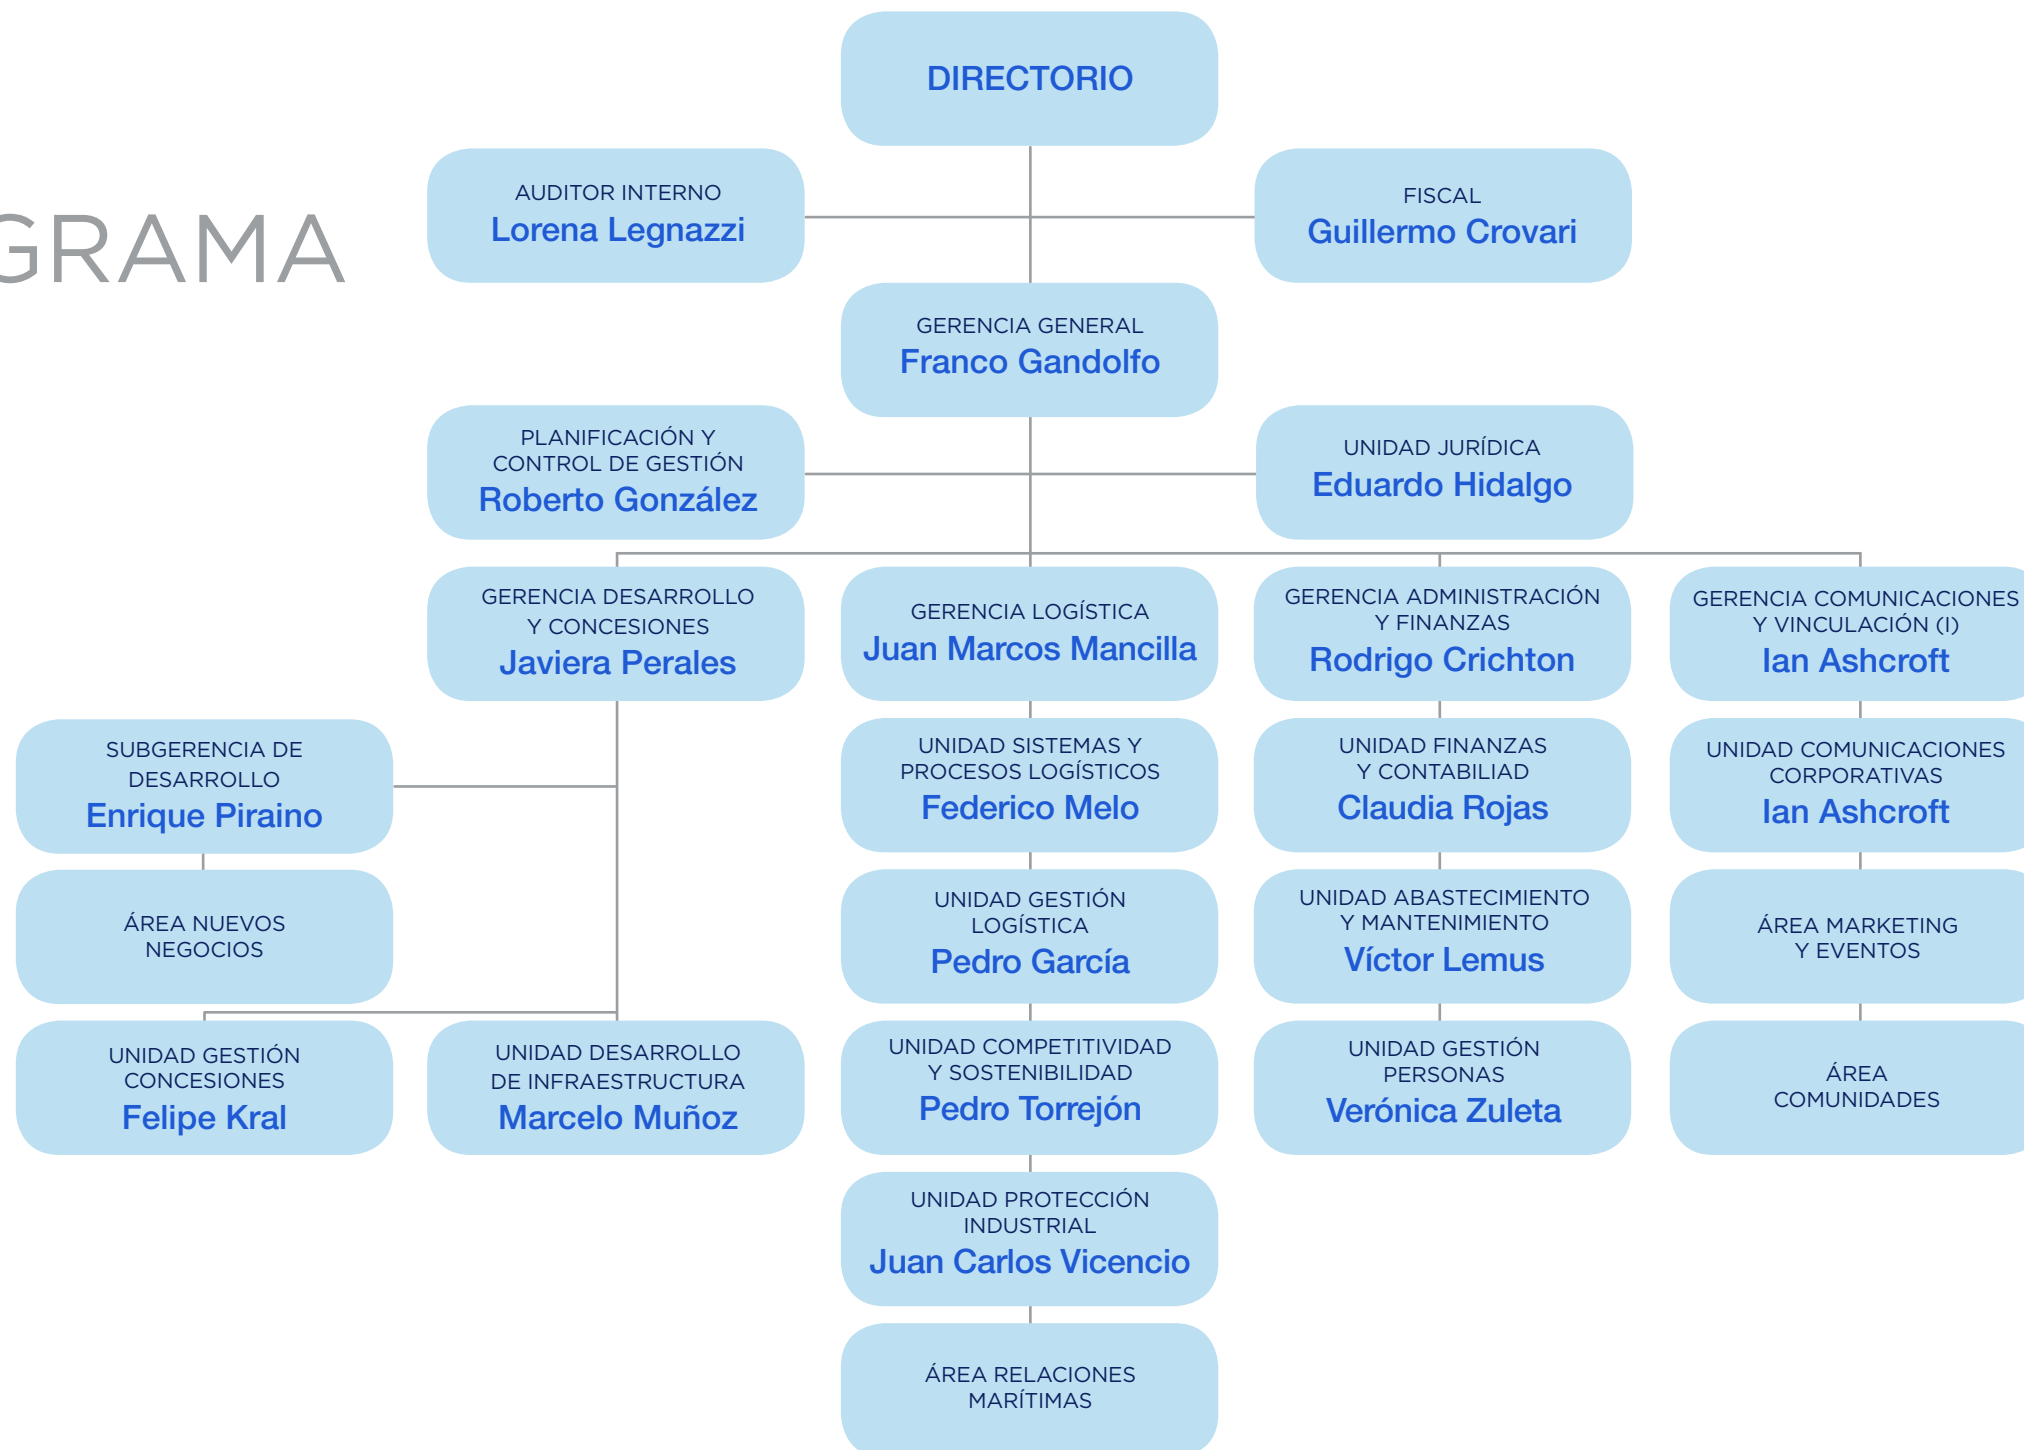 GRAMA
DIRECTORIO
AUDITOR INTERNO
Lorena Legnazzi
FISCAL
Guillermo Crovari
GERENCIA GENERAL
Franco Gandolfo
PLANIFICACIÓN Y
CONTROL DE GESTIÓN
Roberto González
UNIDAD JURÍDICA
Eduardo Hidalgo
GERENCIA DESARROLLO
Y CONCESIONES
Javiera Perales
GERENCIA LOGÍSTICA
Juan Marcos Mancilla
GERENCIA ADMINISTRACIÓN
Y FINANZAS
Rodrigo Crichton
GERENCIA COMUNICACIONES
Y VINCULACIÓN (I)
Ian Ashcroft
SUBGERENCIA DE
DESARROLLO
Enrique Piraino
UNIDAD SISTEMAS Y
PROCESOS LOGÍSTICOS
Federico Melo
UNIDAD FINANZAS
Y CONTABILIAD
Claudia Rojas
UNIDAD COMUNICACIONES
CORPORATIVAS
Ian Ashcroft
ÁREA NUEVOS
NEGOCIOS
UNIDAD GESTIÓN
LOGÍSTICA
Pedro García
UNIDAD ABASTECIMIENTO
Y MANTENIMIENTO
Víctor Lemus
ÁREA MARKETING
Y EVENTOS
UNIDAD GESTIÓN
CONCESIONES
Felipe Kral
UNIDAD DESARROLLO
DE INFRAESTRUCTURA
Marcelo Muñoz
UNIDAD COMPETITIVIDAD
Y SOSTENIBILIDAD
Pedro Torrejón
UNIDAD GESTIÓN
PERSONAS
Verónica Zuleta
ÁREA
COMUNIDADES
UNIDAD PROTECCIÓN
INDUSTRIAL
Juan Carlos Vicencio
ÁREA RELACIONES
MARÍTIMAS